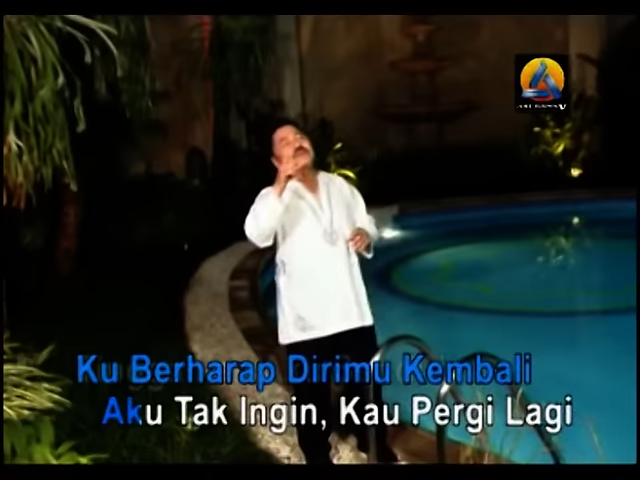 Ku Berharap Dirimu Kembali
Aku Tak Ingin, Kau Pergi Lagi